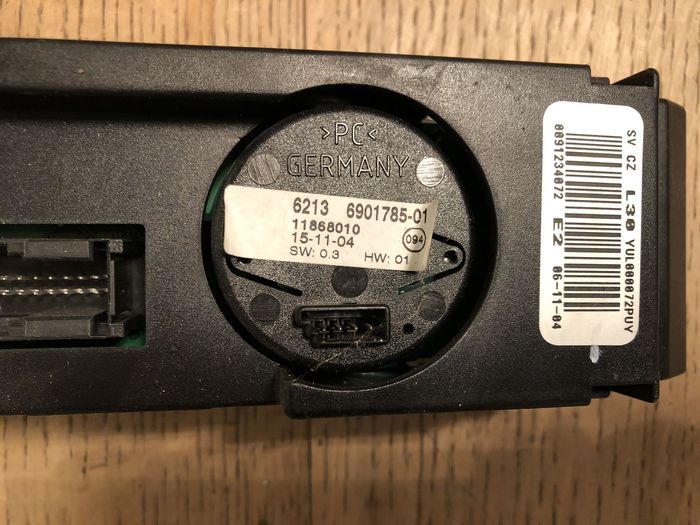 >PC<
GERMANY
6213 6901785-01
11868010
15-11-04
094
SW: 0.3 HW: 01
SV CZ L30 YUL000072PUY
0091234072 E2 06-11-04